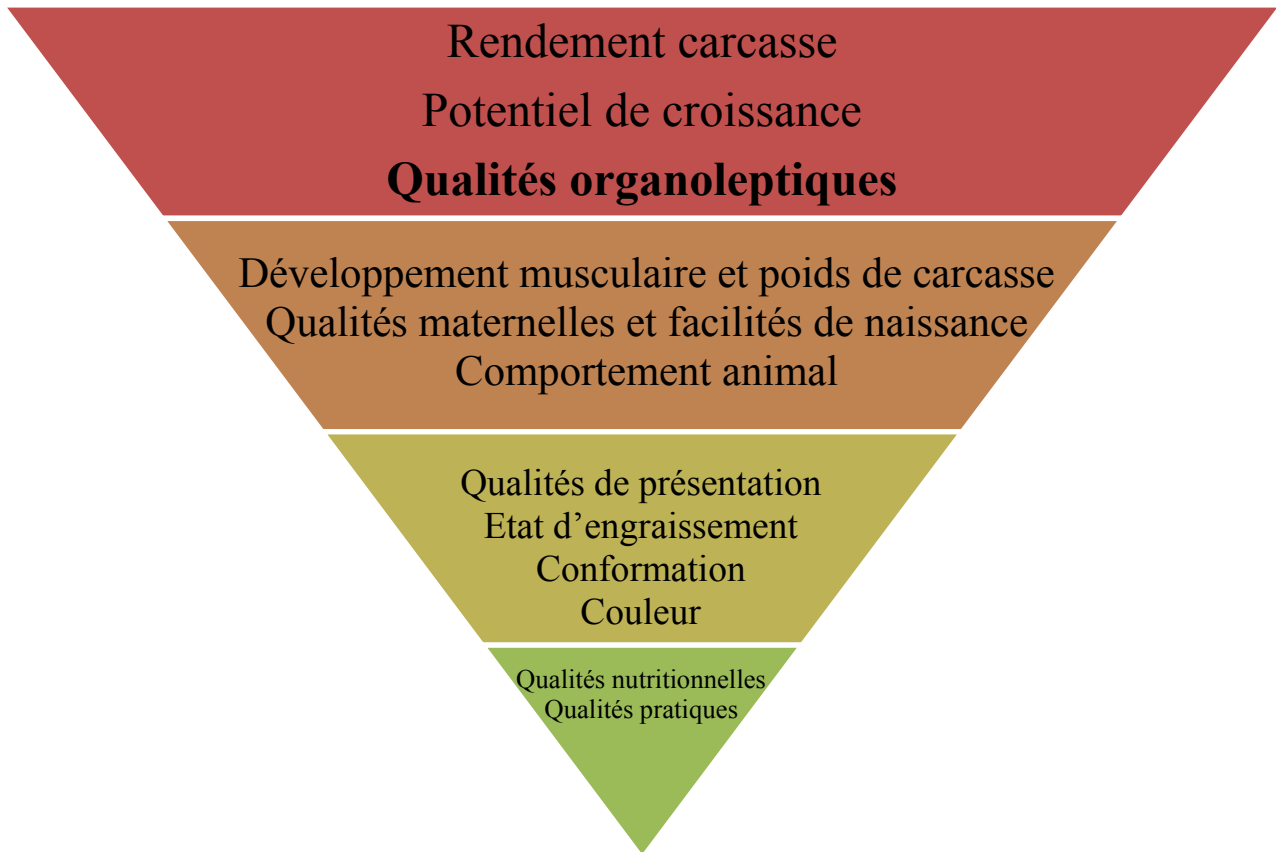 Rendement carcasse
Potentiel de croissance
Qualités organoleptiques
Développement musculaire et poids de carcasse
Qualités maternelles et facilités de naissance
Comportement animal
Qualités de présentation
Etat d’engraissement
Conformation
Couleur
Qualités nutritionnelles
Qualités pratiques